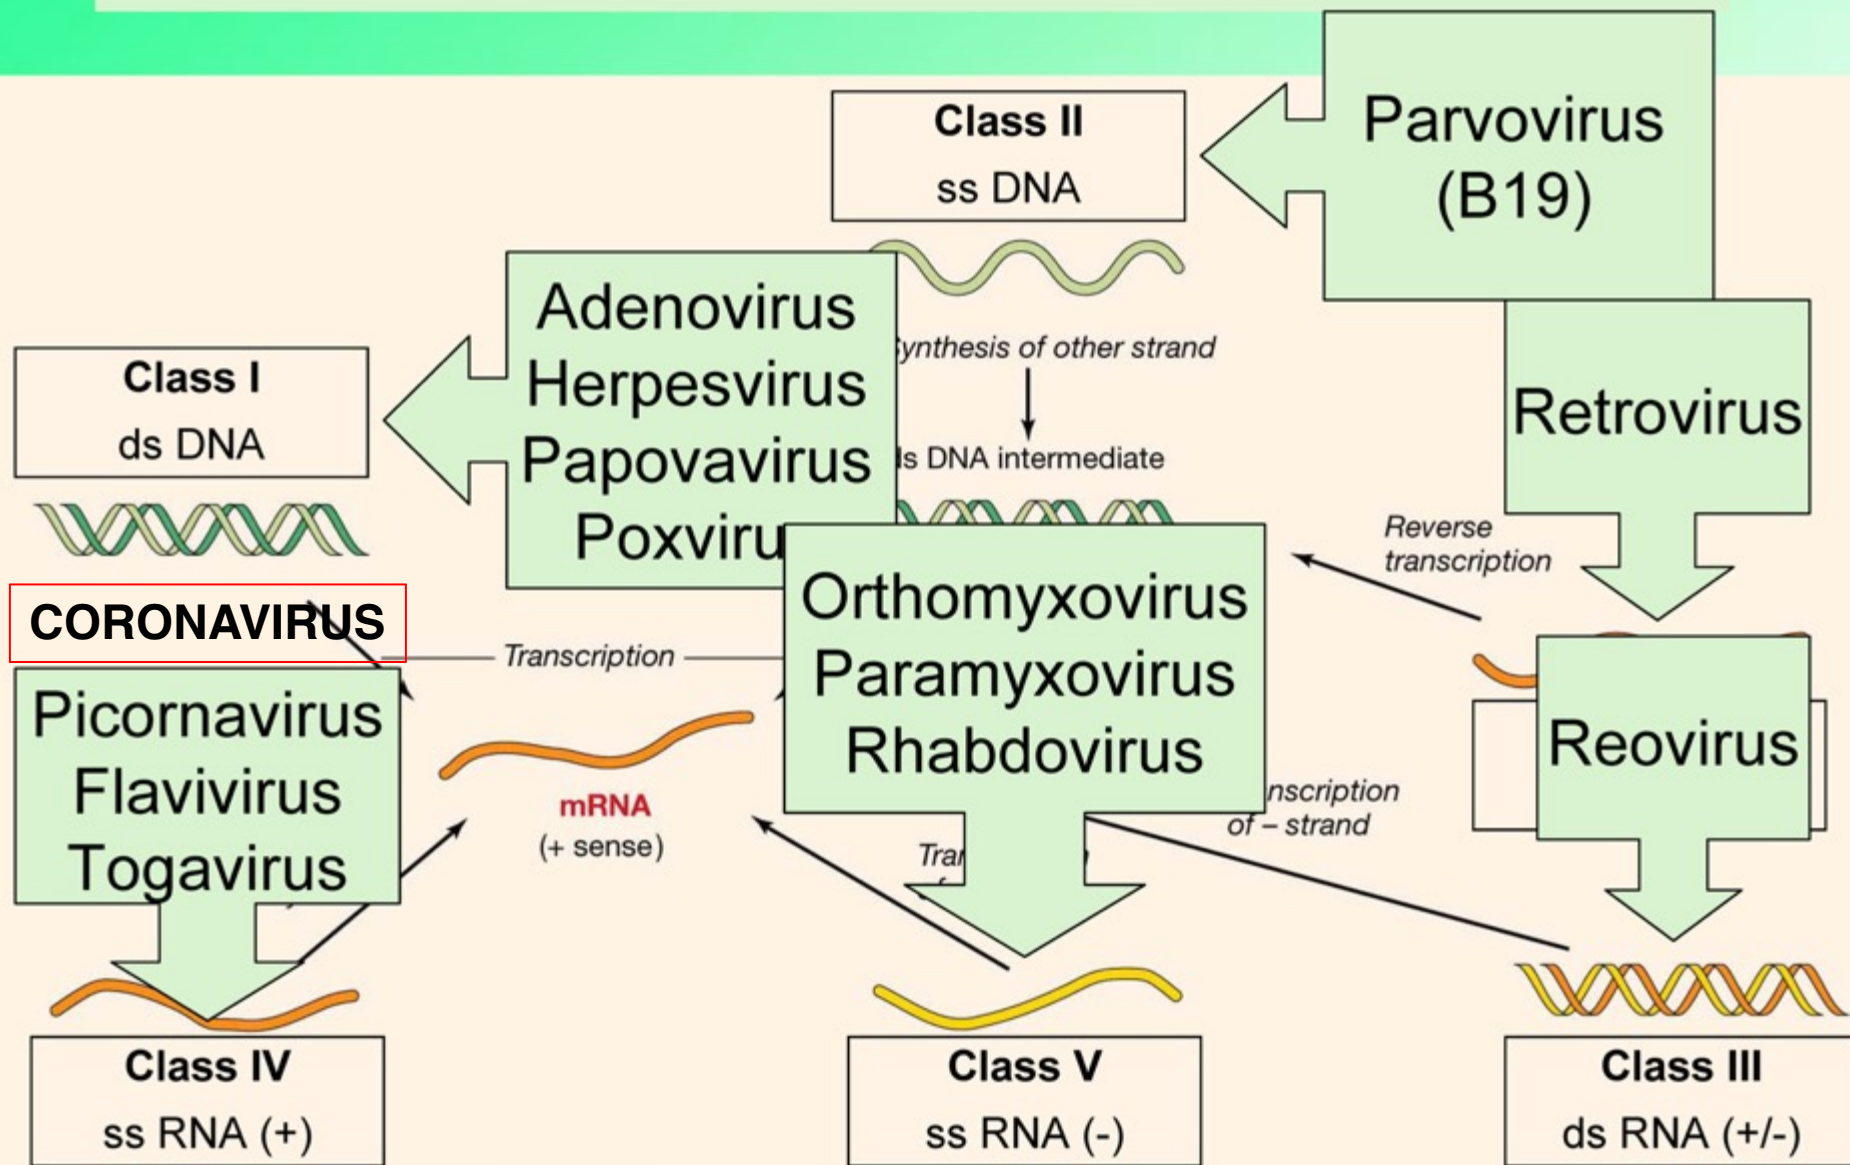 Class II
ss DNA
Parvovirus
(B19)
Adenovirus
Herpesvirus
Papovavirus
Poxviru
Synthesis of other strand
ds DNA intermediate
Class I
ds DNA
Retrovirus
Reverse
transcription
CORONAVIRUS
Transcription
Picornavirus
Flavivirus
Togavirus
mRNA
(+ sense)
Orthomyxovirus
Paramyxovirus
Rhabdovirus
Reovirus
nscription
of – strand
Class IV
ss RNA (+)
Class V
ss RNA (-)
Class III
ds RNA (+/-)